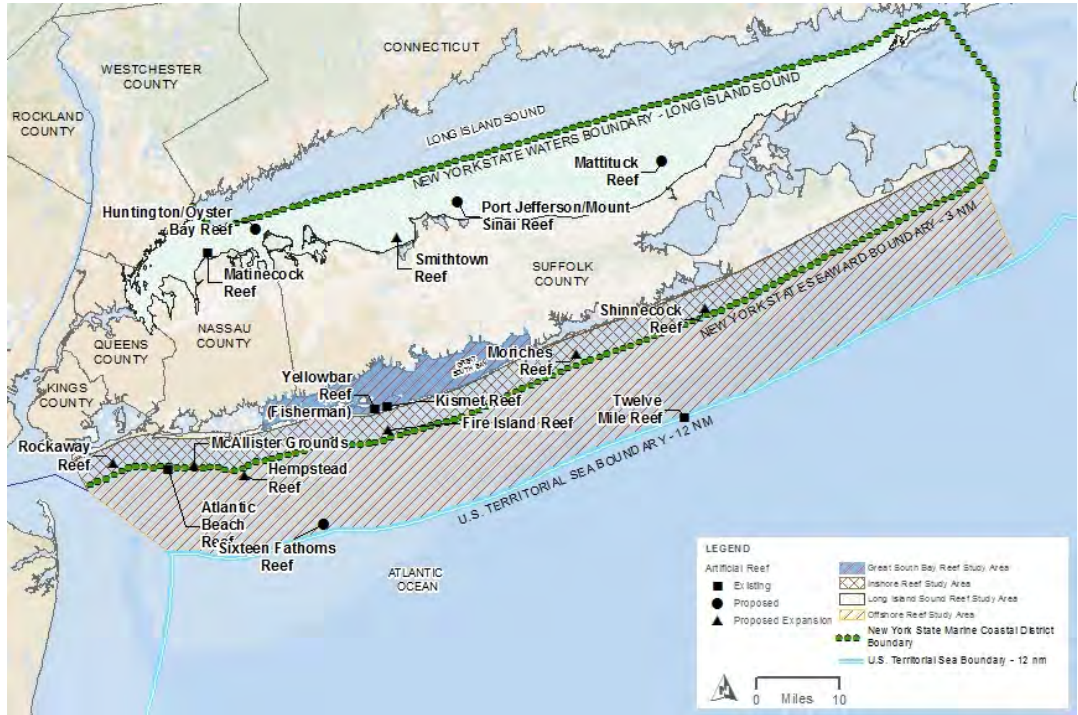 CONNECTICUT
WESTCHESTER
COUNTY
ROCKLAND
COUNTY
LONG ISLAND SOUND
NEW YORK STATE WATERS BOUNDARY - LONG ISLAND SOUND
Mattituck
Reef
Huntington/Oyster
Bay Reef
Port Jefferson/Mount
Sinai Reef
Smithtown
Reef
Matinecock
Reef
SUFFOLK
COUNTY
NASSAU
COUNTY
QUEENS
COUNTY
KINGS
COUNTY
Shinnecock
Reef
NEW YORK STATE SEAWARD BOUNDARY - 3 NM
GREAT
SOUTH BAY
Moriches
Reef
Yellowbar
Reef
(Fisherman)
Kismet Reef
Fire Island Reef
Twelve
Mile Reef
McAllister Grounds
Rockaway
Reef
Hempstead
Reef
Atlantic
Beach
Reef
Sixteen Fathoms
Reef
U.S. TERRITORIAL SEA BOUNDARY - 12 NM
ATLANTIC
OCEAN
LEGEND
Artificial Reef
Existing
Proposed
Proposed Expansion
Great South Bay Reef Study Area
Inshore Reef Study Area
Long Island Sound Reef Study Area
Offshore Reef Study Area
New York State Marine Coastal District
Boundary
U.S. Territorial Sea Boundary - 12 nm
N
0 Miles 10